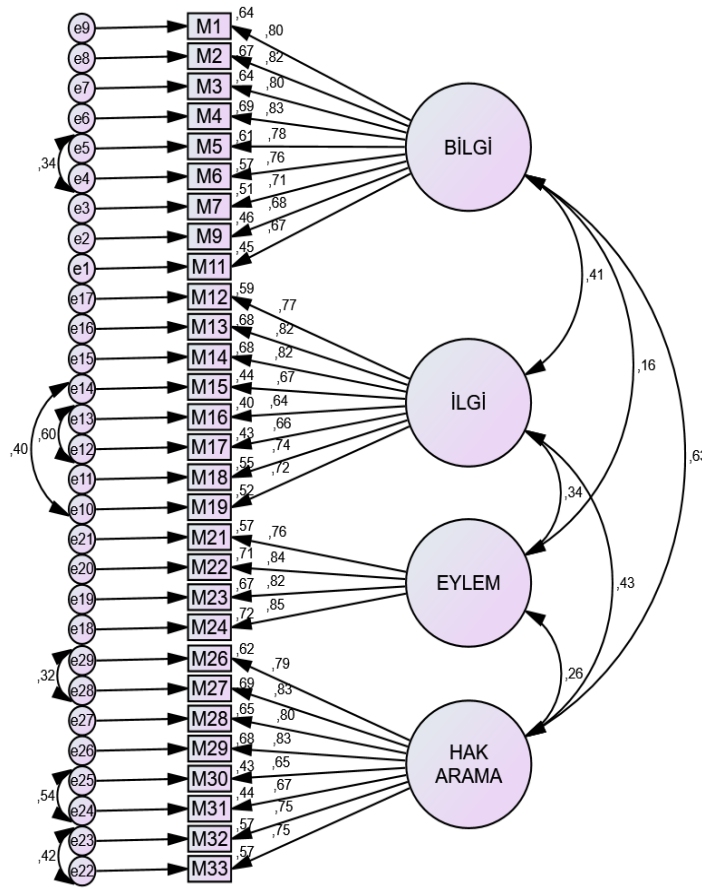 e9 M1 ,64 ,80
e8 M2 ,67 ,82
e7 M3 ,64 ,80
e6 M4 ,69 ,83
e5 M5 ,61 ,78
,34
e4 M6 ,57 ,76
e3 M7 ,51 ,71
e2 M9 ,46 ,68
e1 M11 ,45 ,67
BİLGİ
e17 M12 ,59 ,77
e16 M13 ,68 ,82
e15 M14 ,68 ,82
e14 M15 ,44 ,67
e13 M16 ,40 ,64
,40 ,60
e12 M17 ,43 ,66
e11 M18 ,55 ,74
e10 M19 ,52 ,72
İLGİ
e21 M21 ,57 ,76
e20 M22 ,71 ,84
e19 M23 ,67 ,82
e18 M24 ,72 ,85
EYLEM
e29 M26 ,62 ,79
,32
e28 M27 ,69 ,83
e27 M28 ,65 ,80
e26 M29 ,68 ,83
e25 M30 ,43 ,65
,54
e24 M31 ,44 ,67
e23 M32 ,57 ,75
,42
e22 M33 ,57 ,75
HAK
ARAMA
,41
,16
,34
,43
,26